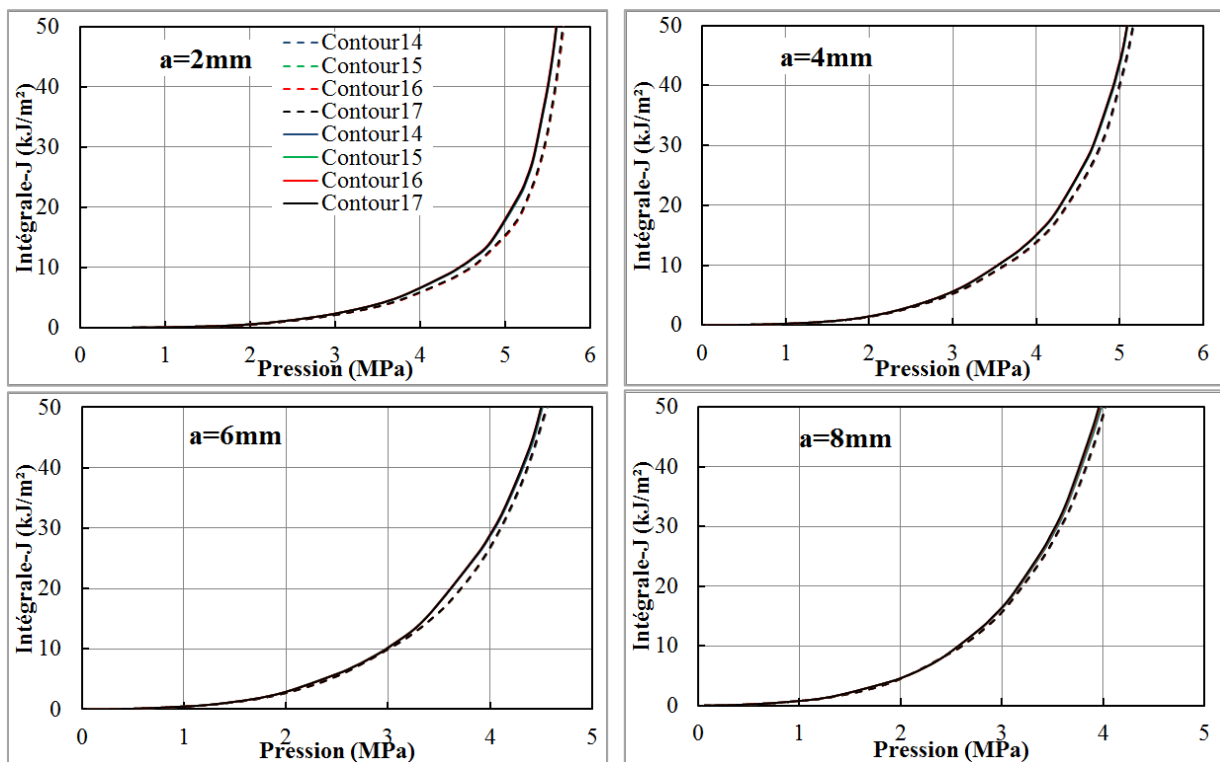 50
40
30
20
10
0
Intégrale-J (kJ/m²)
a=2mm
Contour14
Contour15
Contour16
Contour17
Contour14
Contour15
Contour16
Contour17
0 1 2 3 4 5 6
Pression (MPa)
50
40
30
20
10
0
Intégrale-J (kJ/m²)
a=4mm
0 1 2 3 4 5 6
Pression (MPa)
50
40
30
20
10
0
Intégrale-J (kJ/m²)
a=6mm
0 1 2 3 4 5
Pression (MPa)
50
40
30
20
10
0
Intégrale-J (kJ/m²)
a=8mm
0 1 2 3 4 5
Pression (MPa)